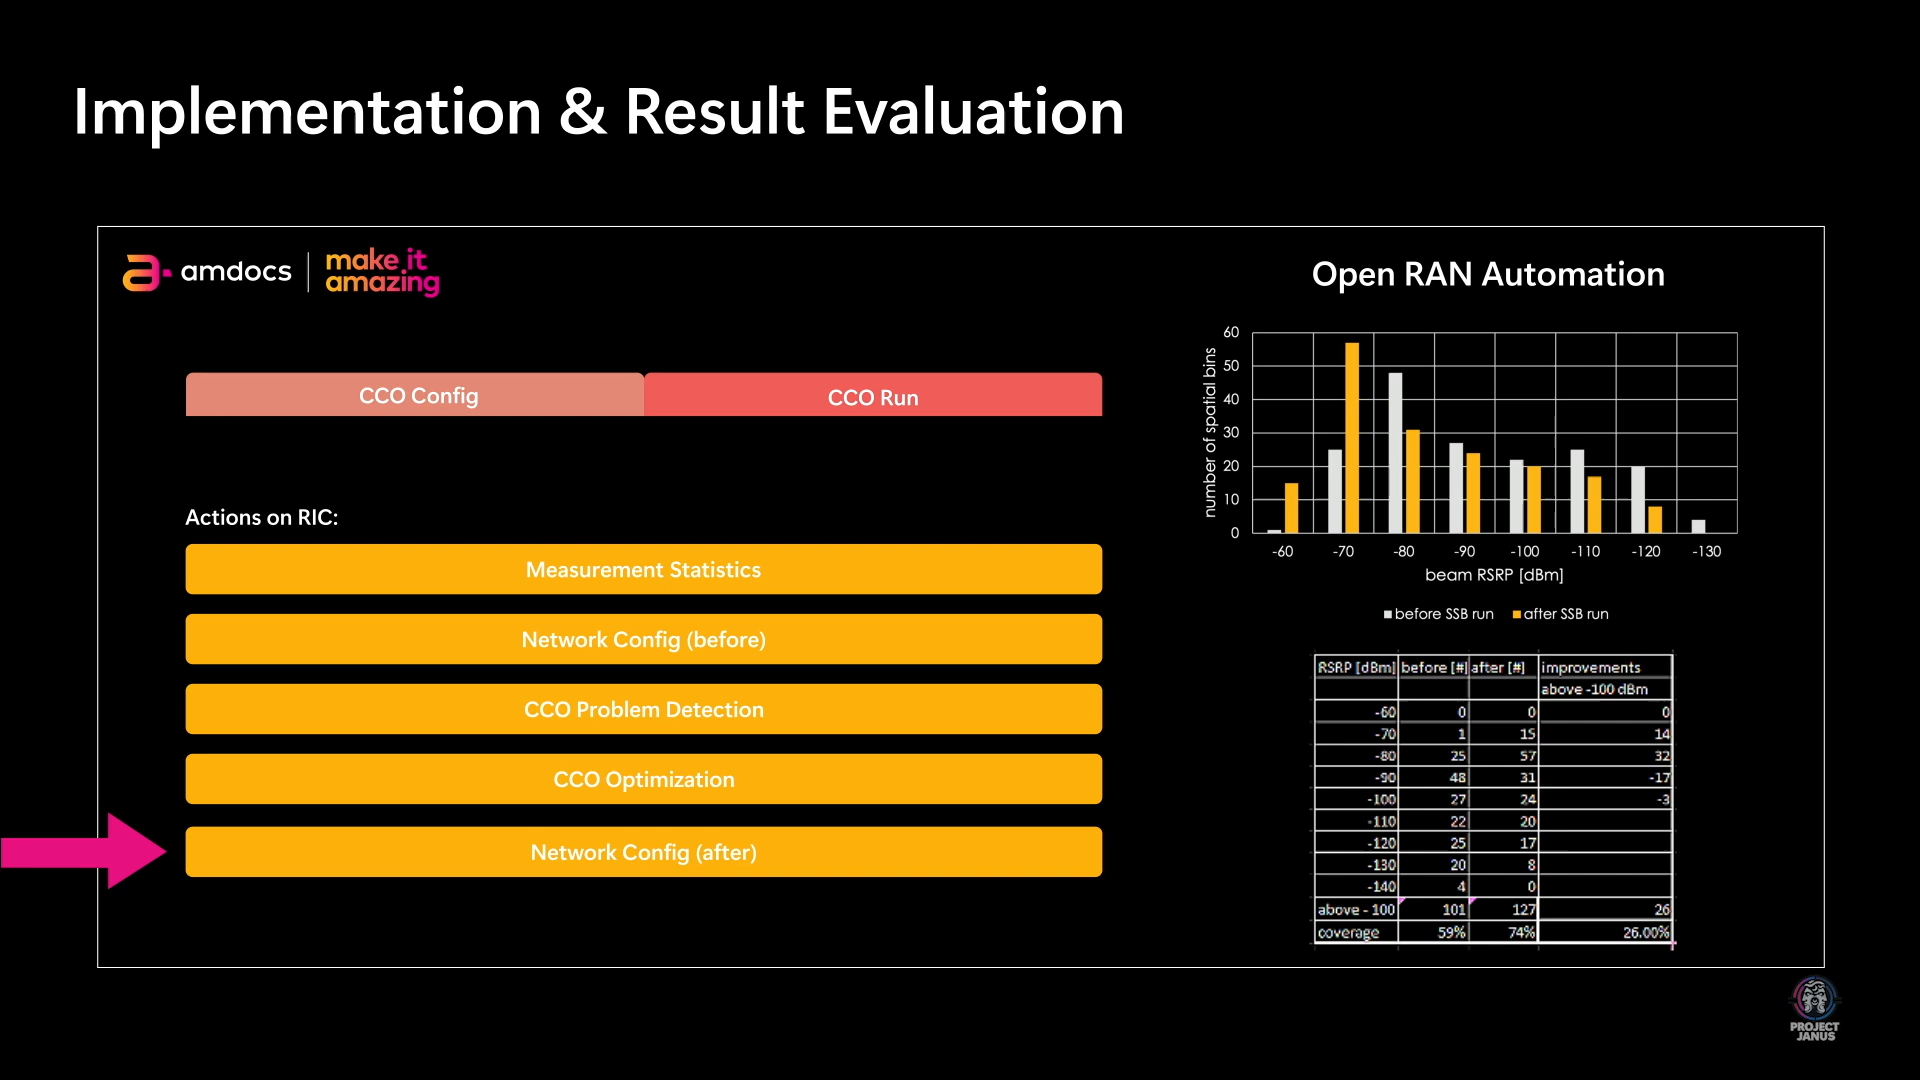 Implementation & Result Evaluation
amdocs
make it
amazing
Open RAN Automation
CCO Config
CCO Run
Actions on RIC:
Measurement Statistics
Network Config (before)
CCO Problem Detection
CCO Optimization
Network Config (after)
number of spatial bins
60
50
40
30
20
10
0
-60 -70 -80 -90 -100 -110 -120 -130
beam RSRP [dBm]
before SSB run after SSB run
RSRP [dBm] before [#] after [#] improvements
above -100 dBm
-60 0 0 0
-70 1 15 14
-80 25 57 32
-90 48 31 -17
-100 27 24 -3
-110 22 20
-120 25 17
-130 20 8
-140 4 0
above - 100 101 127 26
coverage 59% 74% 26.00%
PROJECT
JANUS